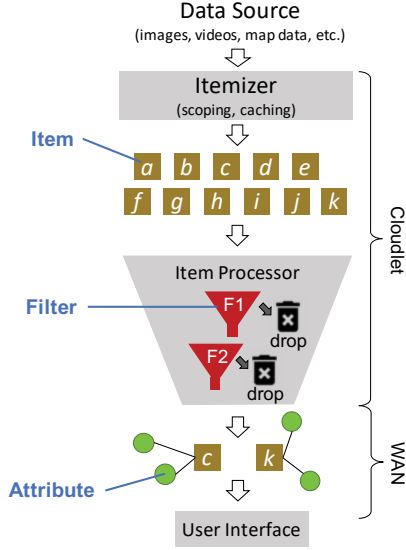 Data Source
(images, videos, map data, etc.)
Itemizer
(scoping, caching)
Item
a b c d e
f g h i j k
Cloudlet
Item Processor
Filter
F1
drop
F2
drop
c k
WAN
Attribute
User Interface